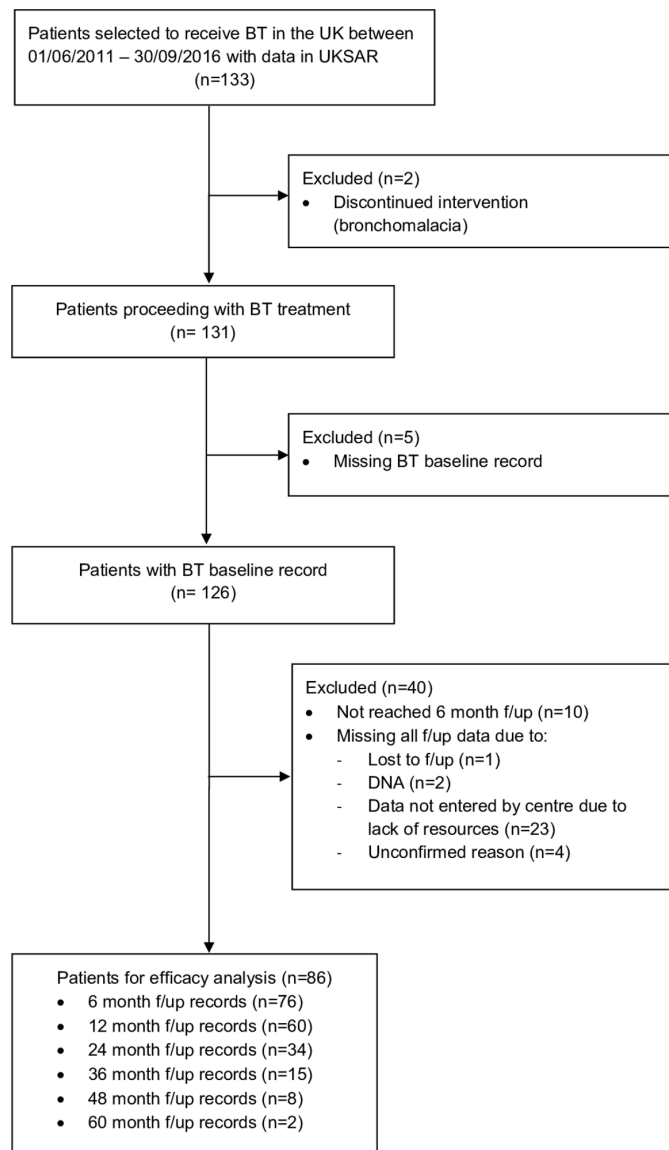 Patients selected to receive BT in the UK between
01/06/2011 – 30/09/2016 with data in UKSAR
(n=133)
Excluded (n=2)
• Discontinued intervention
(bronchomalacia)
Patients proceeding with BT treatment
(n= 131)
Excluded (n=5)
• Missing BT baseline record
Patients with BT baseline record
(n= 126)
Excluded (n=40)
• Not reached 6 month f/up (n=10)
• Missing all f/up data due to:
- Lost to f/up (n=1)
- DNA (n=2)
- Data not entered by centre due to
lack of resources (n=23)
- Unconfirmed reason (n=4)
Patients for efficacy analysis (n=86)
• 6 month f/up records (n=76)
• 12 month f/up records (n=60)
• 24 month f/up records (n=34)
• 36 month f/up records (n=15)
• 48 month f/up records (n=8)
• 60 month f/up records (n=2)